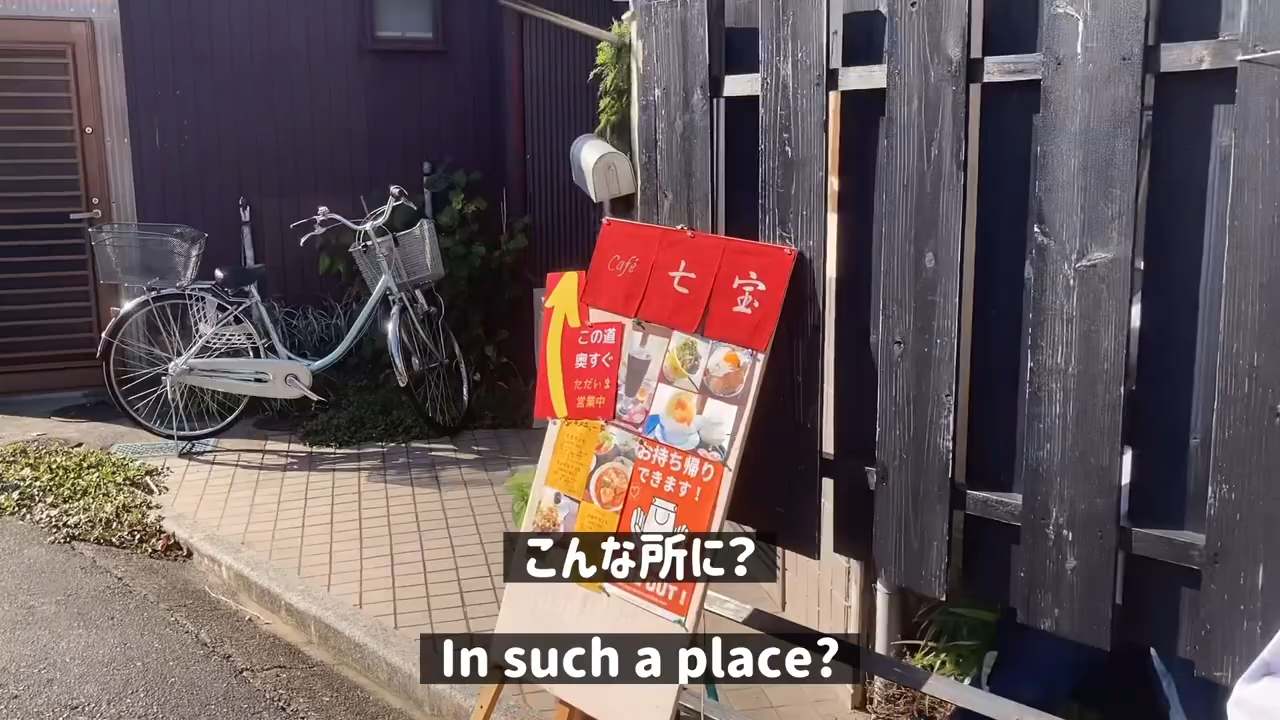 Café 七宝
この道
奥すぐ
ただいま
営業中
お持ち帰り
できます!
OUT!
こんな所に?
In such a place?